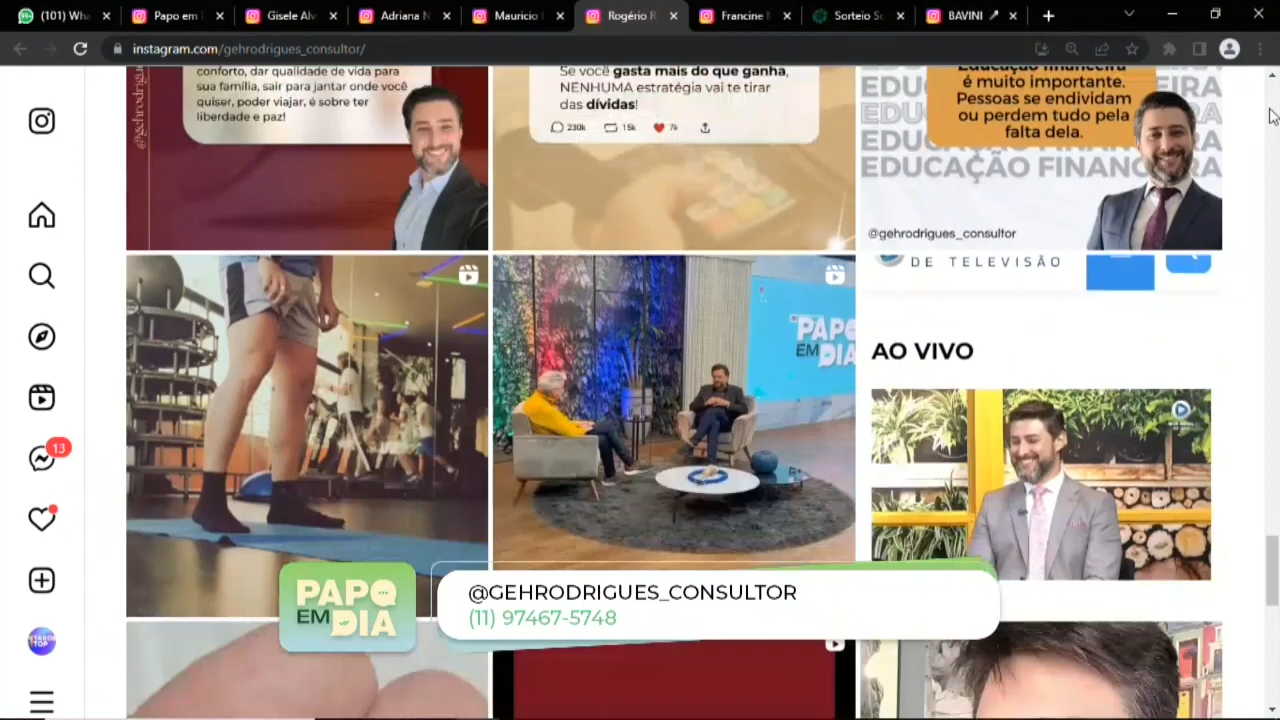 (101) Wha
Papo em
Gisele Alv
Adriana N
Mauricio
Rogério R
Francine M
Sorteio Sc
BAVINI
instagram.com/gehrodrigues_consultor/
conforto, dar qualidade de vida para
sua família, sair para jantar onde você
quiser, poder viajar, é sobre ter
liberdade e paz!
@gehrodrigues
Se você gasta mais do que ganha,
NENHUMA estratégia vai te tirar
das dívidas!
230k
15k
7k
Educação financeira
é muito importante.
Pessoas se endividam
ou perdem tudo pela
falta dela.
EDUCAÇÃO FINANCEIRA
@gehrodrigues_consultor
DE TELEVISÃO
PAPO
EM DIA
AO VIVO
13
PAPO
EM DIA
@GEHRODRIGUES_CONSULTOR
(11) 97467-5748